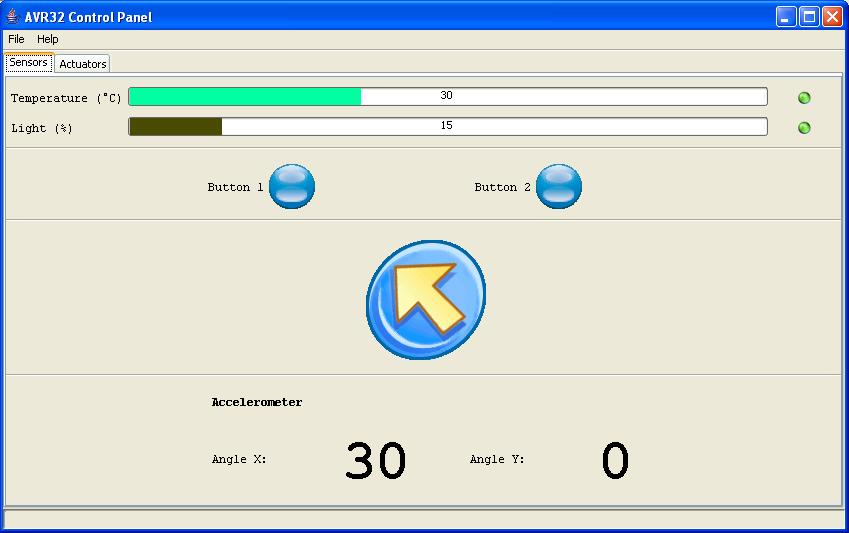 AVR32 Control Panel
File Help
Sensors Actuators
Temperature (°C) 30
Light (%) 15
Button 1 Button 2
Accelerometer
Angle X: 30 Angle Y: 0